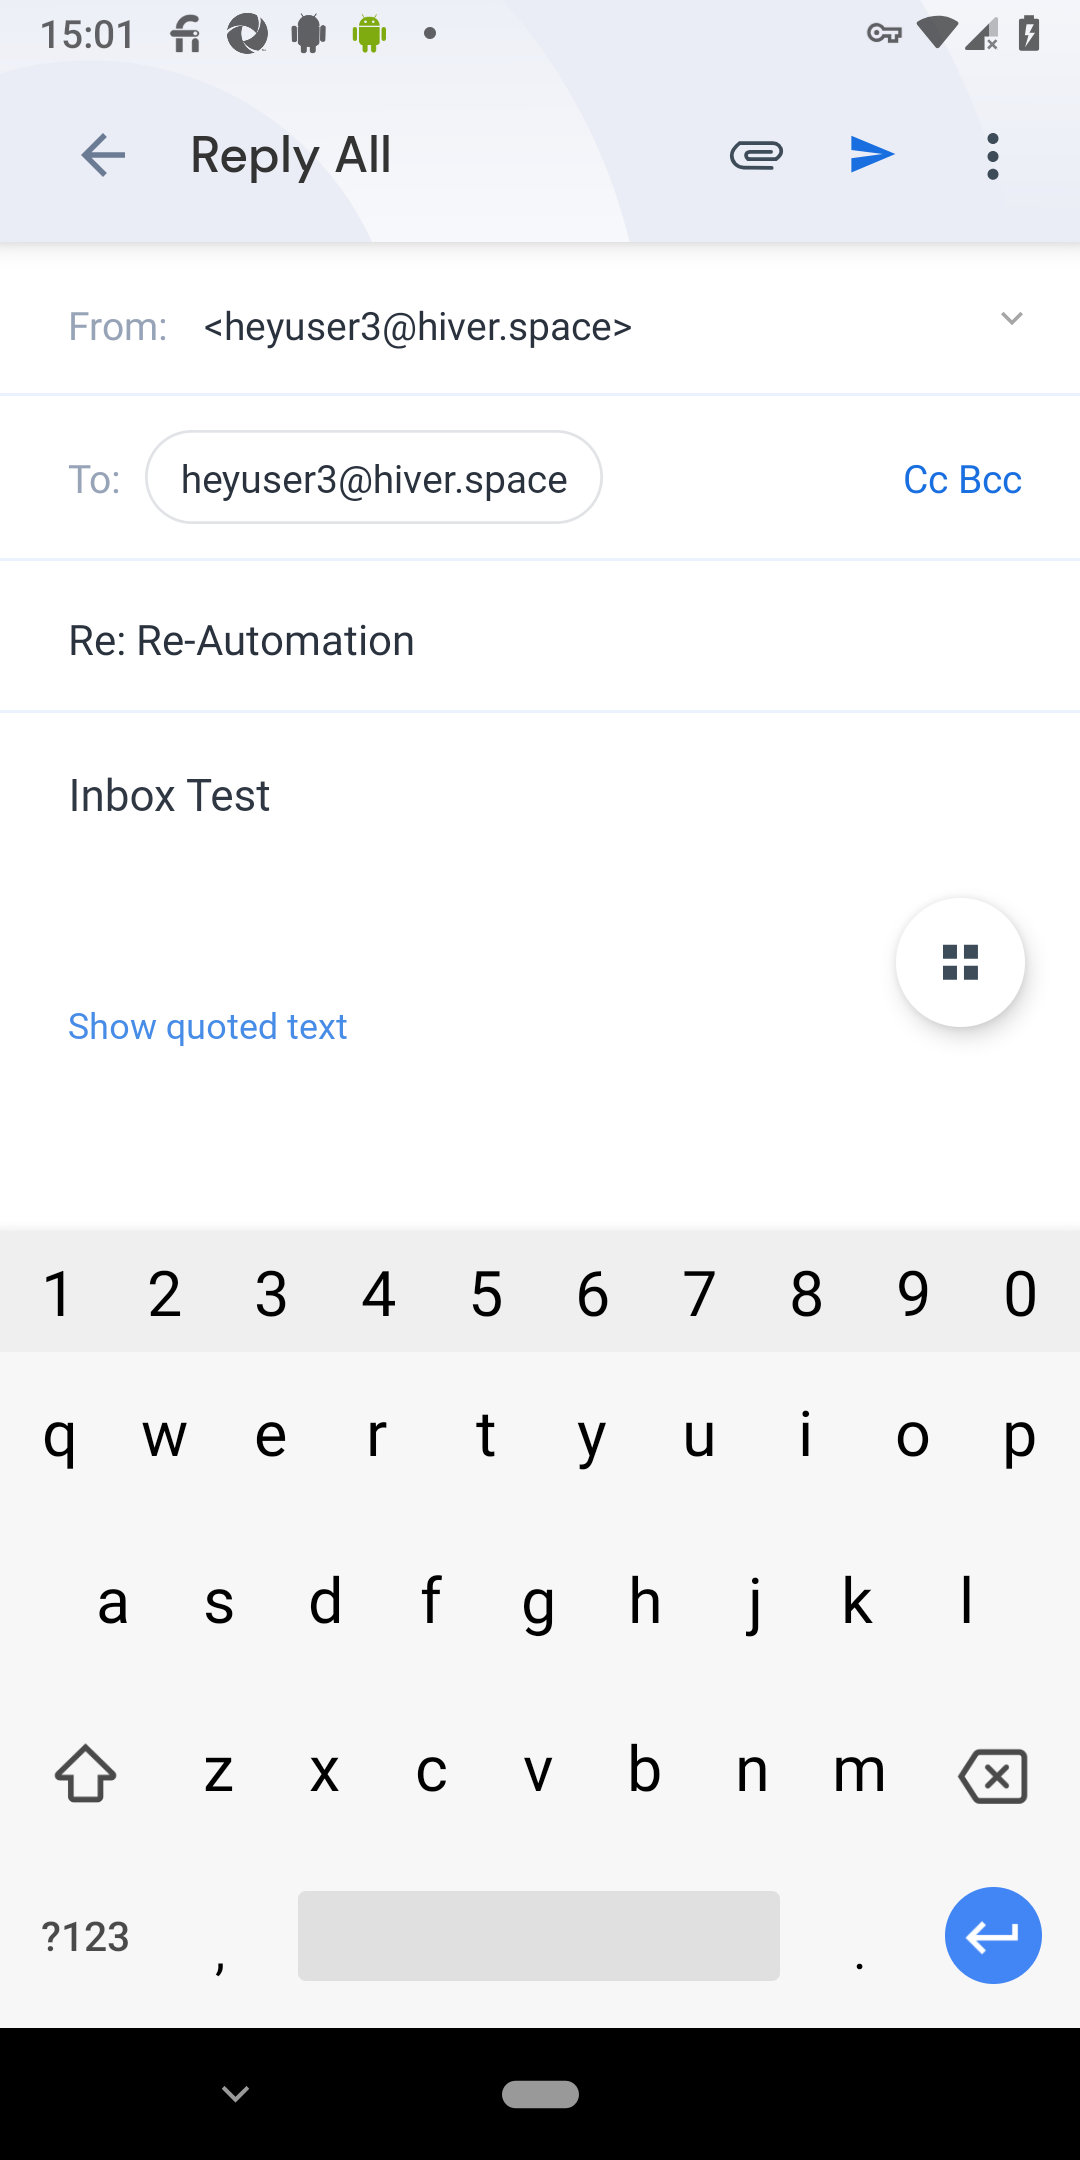 15:01
Reply All
From: <heyuser3@hiver.space>
To: heyuser3@hiver.space Cc Bcc
Re: Re-Automation
Inbox Test
Show quoted text
1 2 3 4 5 6 7 8 9 0
q w e r t y u i o p
a s d f g h j k l
z x c v b n m
?123 , .